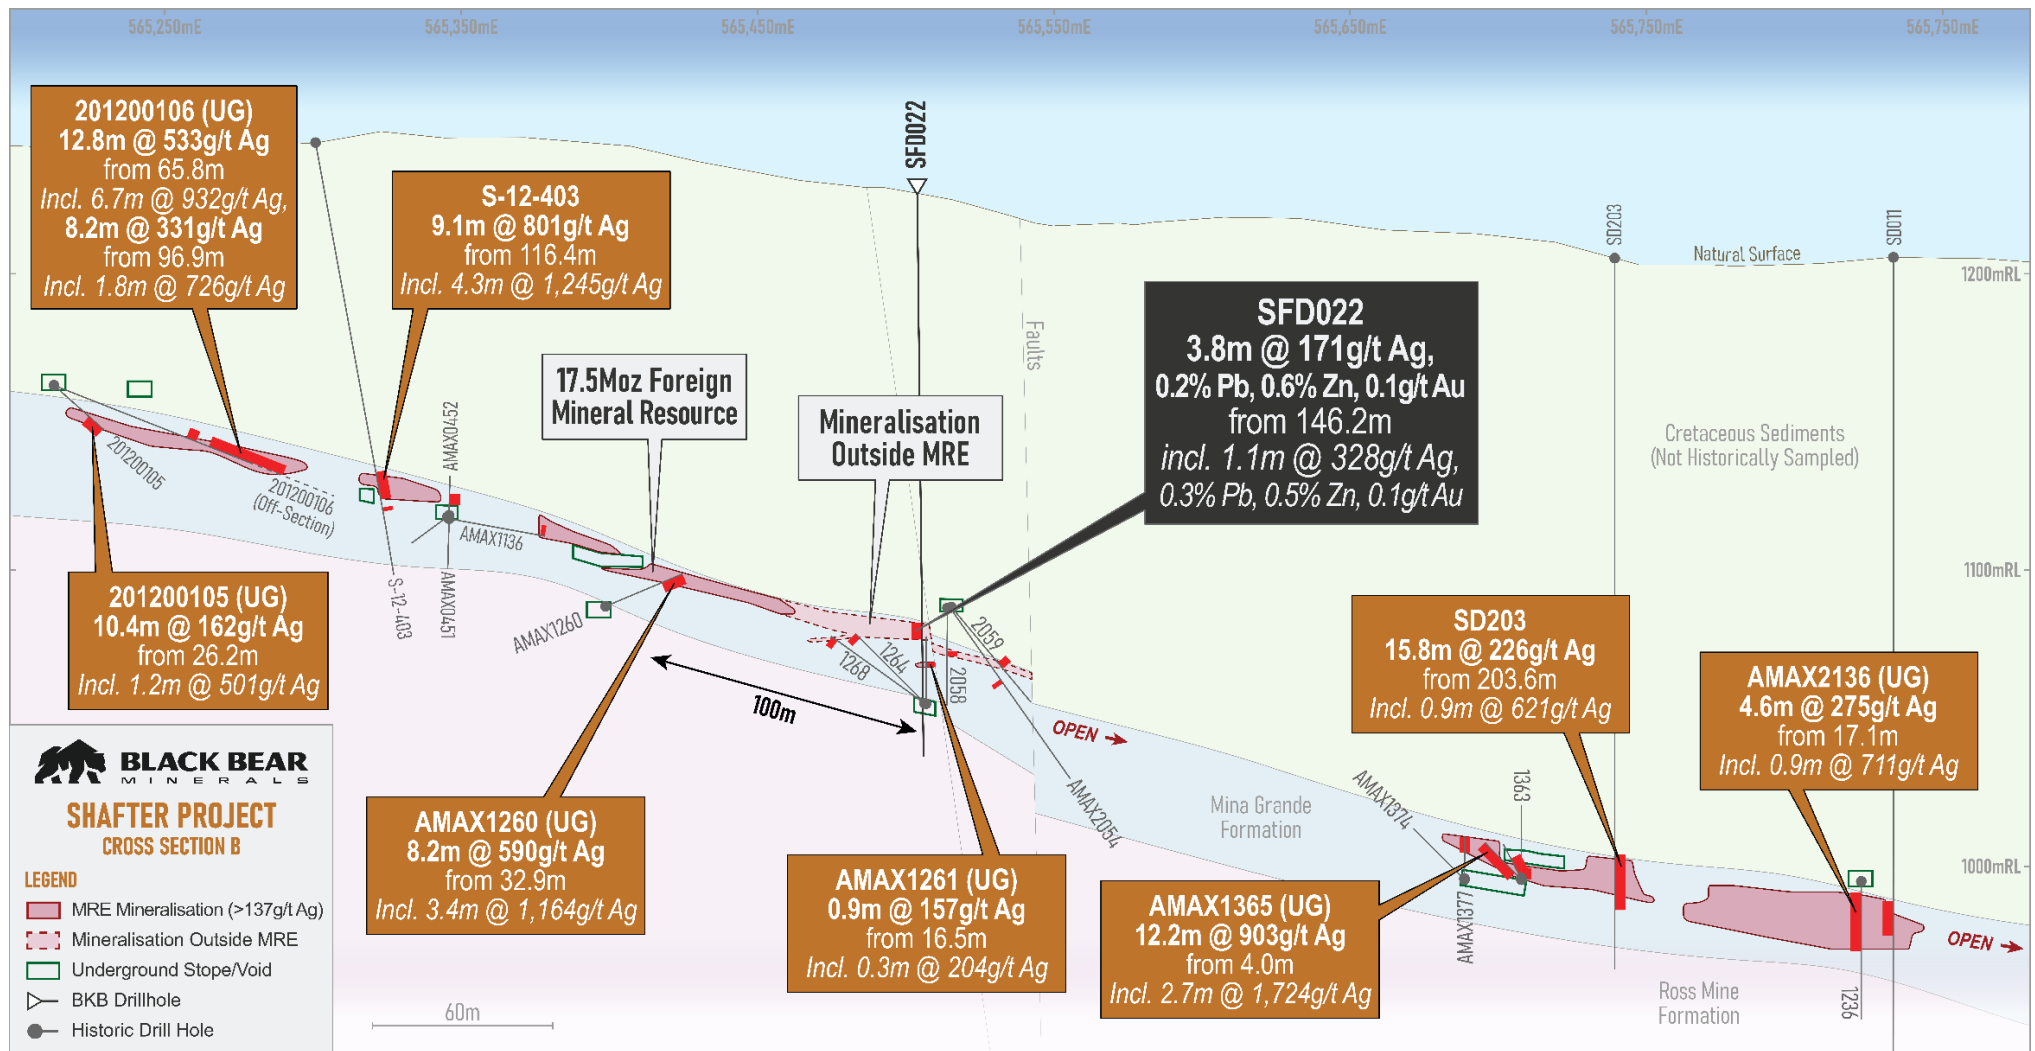 565,250mE
565,350mE
565,450mE
565,550mE
565,650mE
565,750mE
565,750mE
201200106 (UG)
12.8m @ 533g/t Ag
from 65.8m
Incl. 6.7m @ 932g/t Ag,
8.2m @ 331g/t Ag
from 96.9m
Incl. 1.8m @ 726g/t Ag
S-12-403
9.1m @ 801g/t Ag
from 116.4m
Incl. 4.3m @ 1,245g/t Ag
SFD022
SD203
Natural Surface
SD011
1200mRL
SFD022
3.8m @ 171g/t Ag,
0.2% Pb, 0.6% Zn, 0.1g/t Au
from 146.2m
incl. 1.1m @ 328g/t Ag,
0.3% Pb, 0.5% Zn, 0.1g/t Au
Faults
17.5Moz Foreign
Mineral Resource
Mineralisation
Outside MRE
Cretaceous Sediments
(Not Historically Sampled)
201200105
201200106
(Off-Section)
AMAX0452
AMAX1136
S-12-403
AMAX0451
AMAX1260
1100mRL
1268
1264
2058
2059
AMAX2054
100m
OPEN
201200105 (UG)
10.4m @ 162g/t Ag
from 26.2m
Incl. 1.2m @ 501g/t Ag
SD203
15.8m @ 226g/t Ag
from 203.6m
Incl. 0.9m @ 621g/t Ag
AMAX2136 (UG)
4.6m @ 275g/t Ag
from 17.1m
Incl. 0.9m @ 711g/t Ag
Mina Grande
Formation
AMAX1374
1363
AMAX1377
1000mRL
AMAX1260 (UG)
8.2m @ 590g/t Ag
from 32.9m
Incl. 3.4m @ 1,164g/t Ag
AMAX1261 (UG)
0.9m @ 157g/t Ag
from 16.5m
Incl. 0.3m @ 204g/t Ag
AMAX1365 (UG)
12.2m @ 903g/t Ag
from 4.0m
Incl. 2.7m @ 1,724g/t Ag
OPEN
Ross Mine
Formation
1236
BLACK BEAR
MINERALS
SHAFTER PROJECT
CROSS SECTION B
LEGEND
MRE Mineralisation (>137g/t Ag)
Mineralisation Outside MRE
Underground Stope/Void
BKB Drillhole
Historic Drill Hole
60m